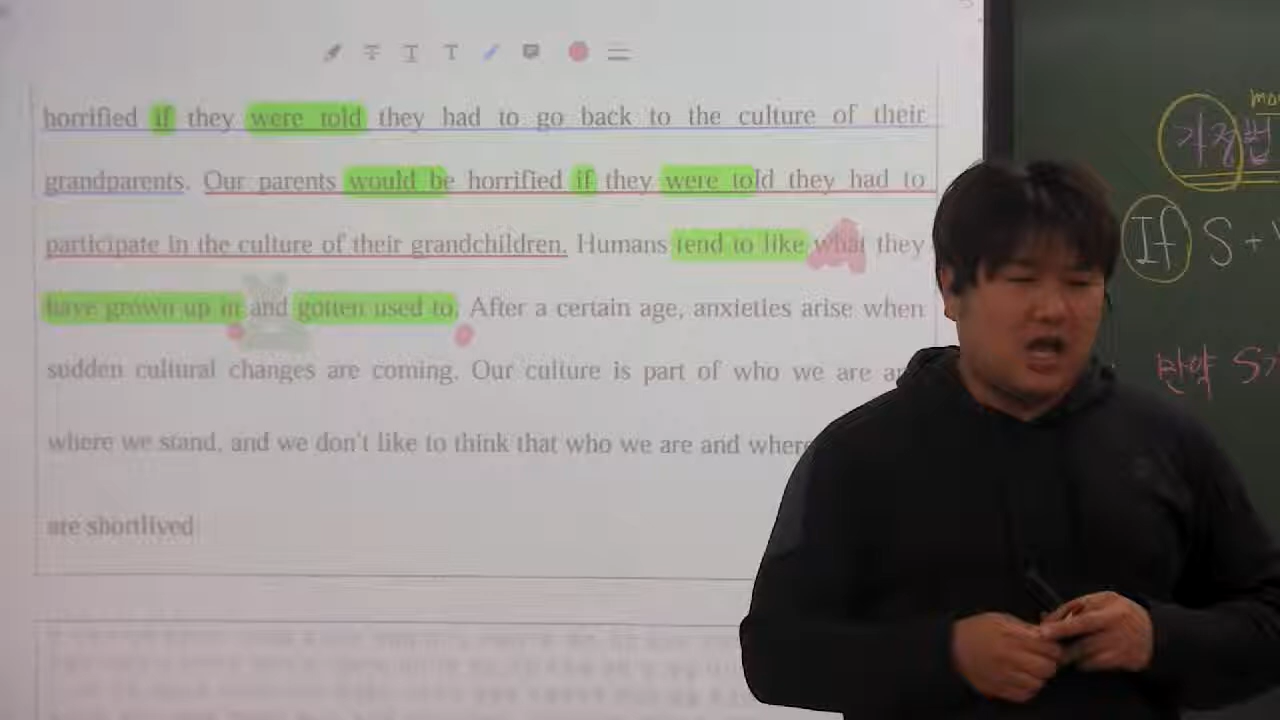 horrified if they were told they had to go back to the culture of their
grandparents. Our parents would be horrified if they were told they had to
participate in the culture of their grandchildren. Humans tend to like what they
have grown up in and gotten used to. After a certain age, anxieties arise when
sudden cultural changes are coming. Our culture is part of who we are
where we stand, and we don't like to think that who we are and where
are shortlived
가정법
If S +
만약 S가